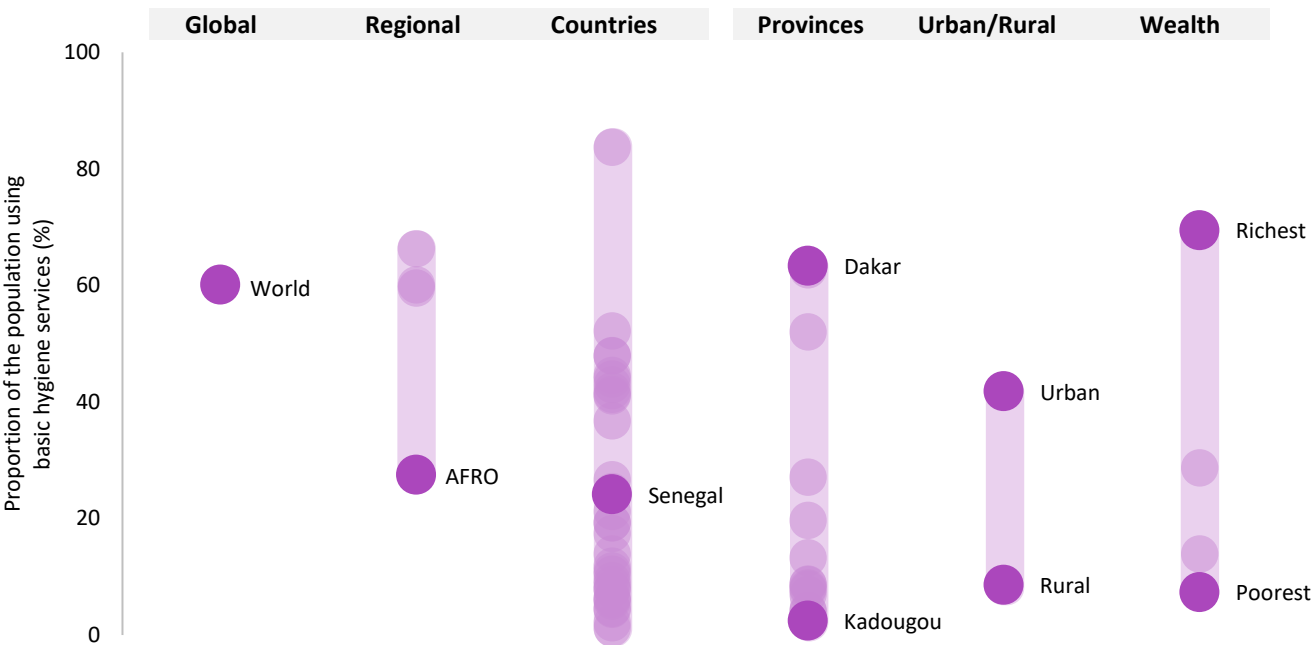 Global Regional Countries Provinces Urban/Rural Wealth
100
80
60
40
20
0
Proportion of the population using
basic hygiene services (%)
World
AFRO
Senegal
Dakar
Kadougou
Urban
Rural
Richest
Poorest